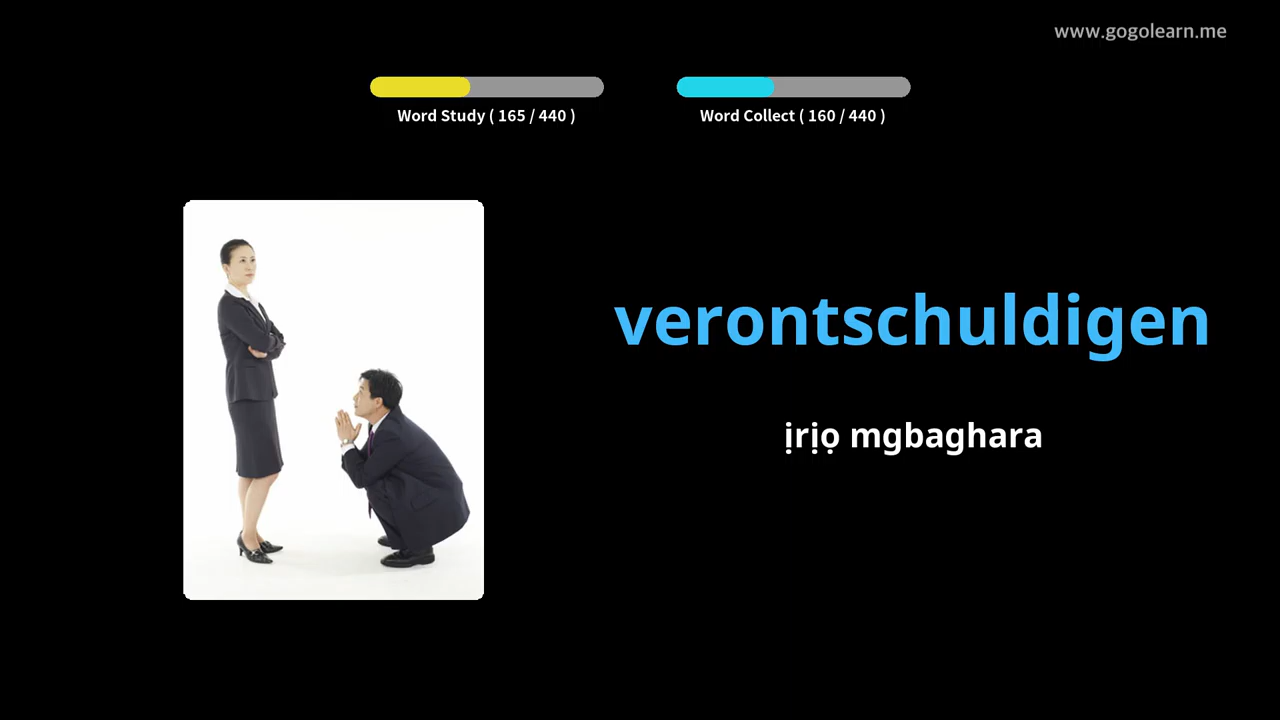 www.gogolearn.me
Word Study ( 165 / 440 )
Word Collect ( 160 / 440 )
verontschuldigen
ịrịọ mgbaghara